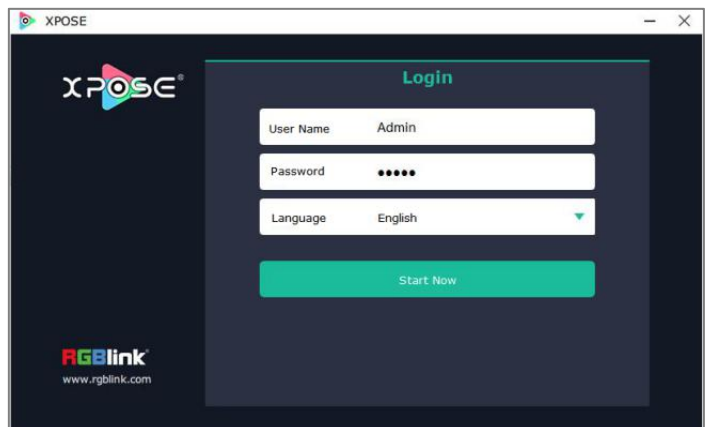 XPOSE
XPOSE®
Login
User Name Admin
Password •••••
Language English
Start Now
RGBlink®
www.rgblink.com